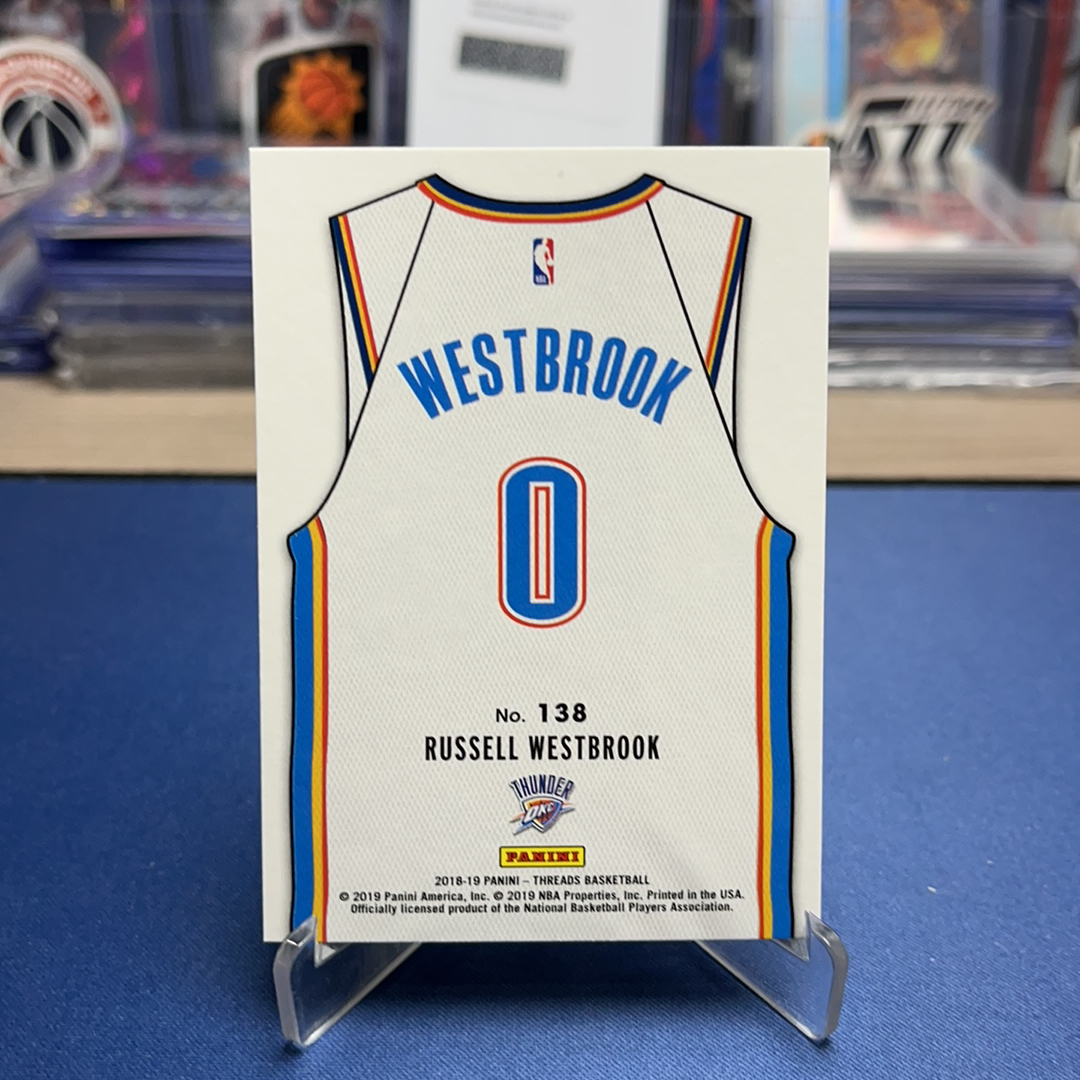 NBA
WESTBROOK
0
No. 138
RUSSELL WESTBROOK
THUNDER
OKC
PANINI
2018-19 PANINI – THREADS BASKETBALL
© 2019 Panini America, Inc. © 2019 NBA Properties, Inc. Printed in the USA.
Officially licensed product of the National Basketball Players Association.